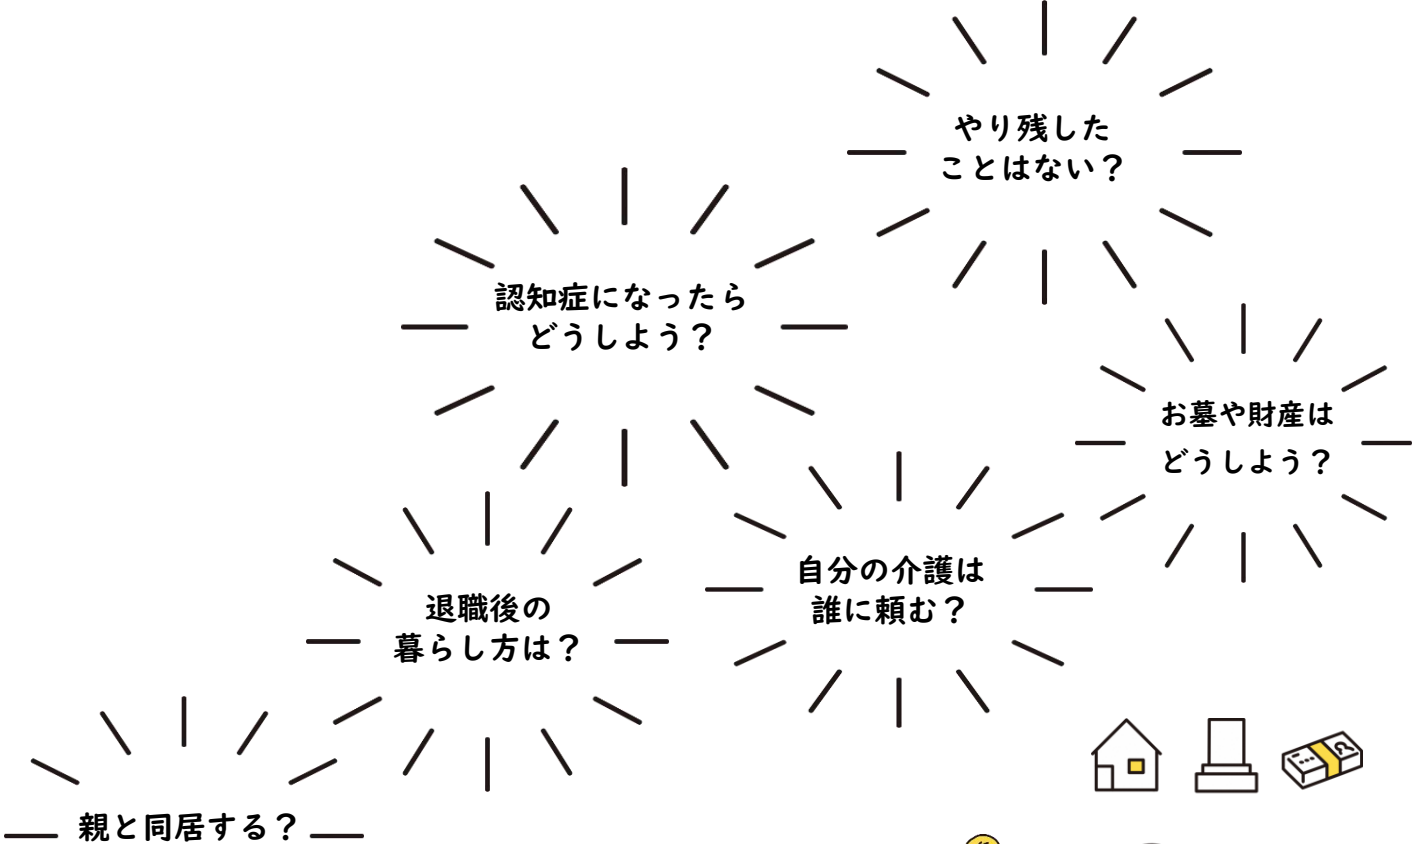 やり残した
ことはない？
認知症になったら
どうしよう？
お墓や財産は
どうしよう？
自分の介護は
誰に頼む？
退職後の
暮らし方は？
親と同居する？